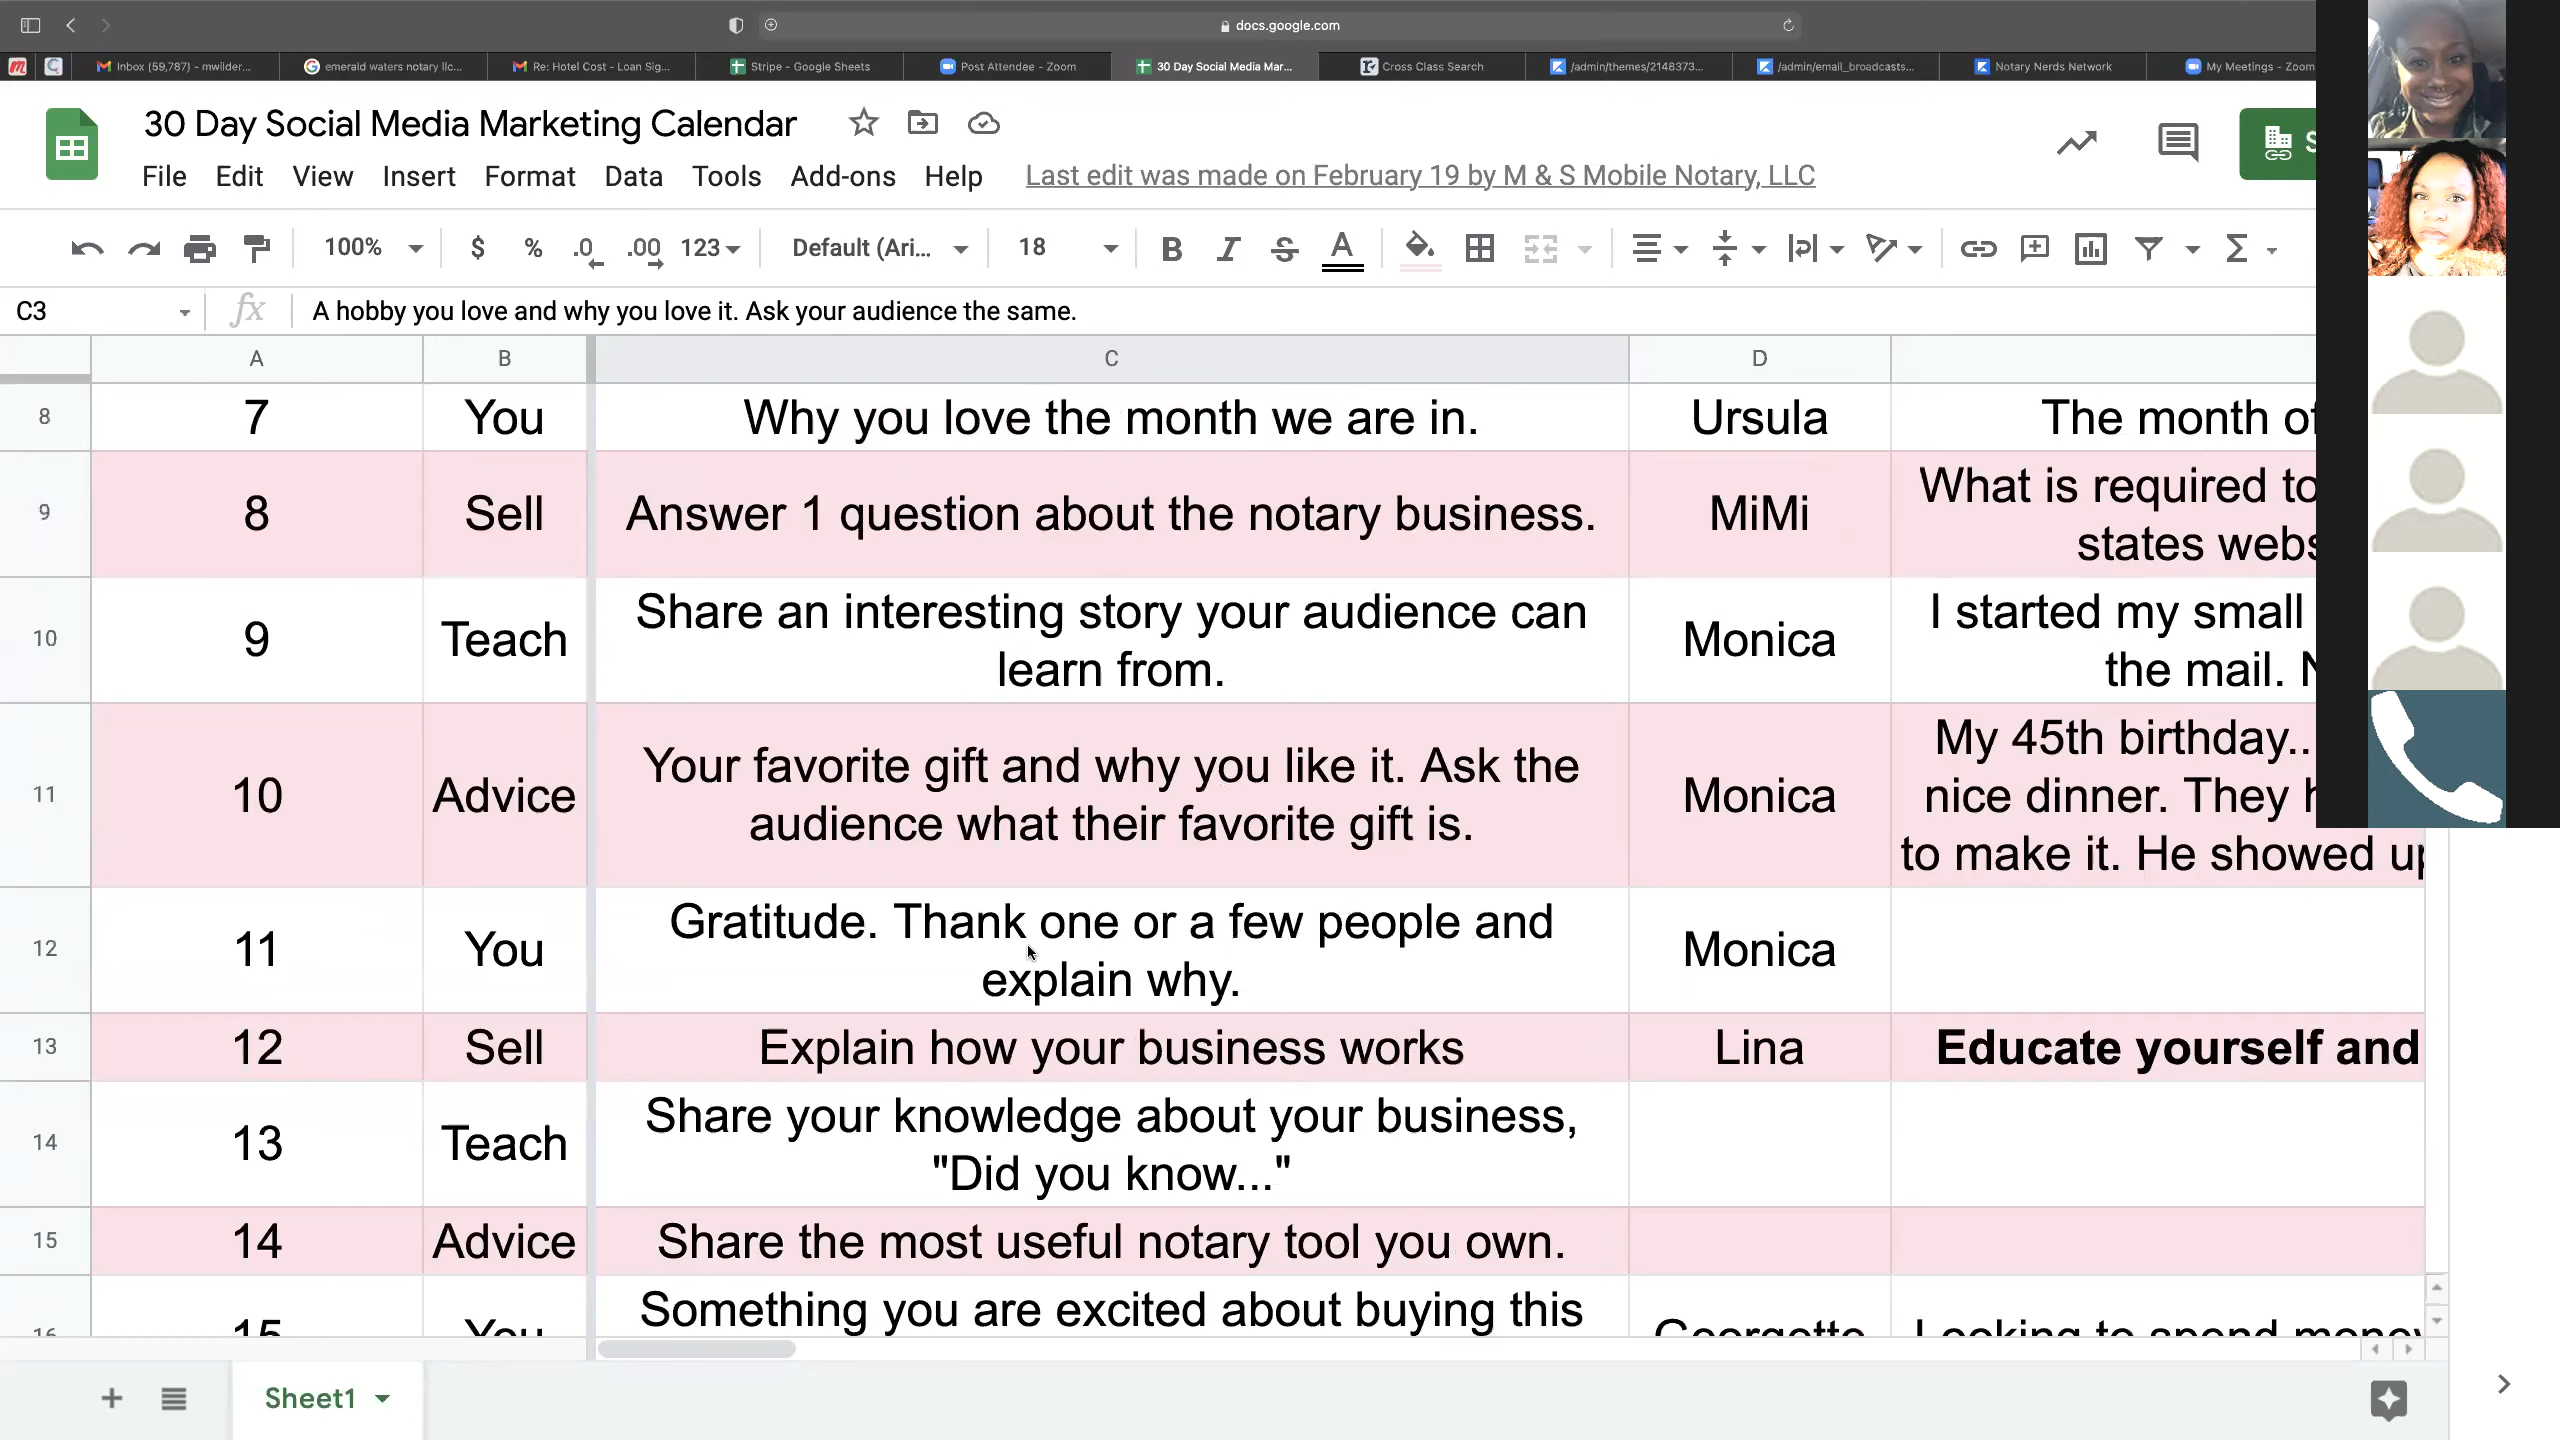 docs.google.com
Inbox (59,787) - mwilder...
emerald waters notary llc...
Re: Hotel Cost - Loan Sig...
Stripe - Google Sheets
Post Attendee - Zoom
30 Day Social Media Mar...
Cross Class Search
/admin/themes/2148373...
/admin/email_broadcasts...
Notary Nerds Network
My Meetings - Zoom
30 Day Social Media Marketing Calendar
File Edit View Insert Format Data Tools Add-ons Help Last edit was made on February 19 by M & S Mobile Notary, LLC
100% $ % .0 .00 123 Default (Ari... 18 B I S A
C3 fx A hobby you love and why you love it. Ask your audience the same.
A B C D
8 7 You Why you love the month we are in. Ursula The month of
9 8 Sell Answer 1 question about the notary business. MiMi What is required to
states webs
10 9 Teach Share an interesting story your audience can
learn from. Monica I started my small
the mail. N
11 10 Advice Your favorite gift and why you like it. Ask the
audience what their favorite gift is. Monica My 45th birthday..
nice dinner. They h
to make it. He showed up
12 11 You Gratitude. Thank one or a few people and
explain why. Monica
13 12 Sell Explain how your business works Lina Educate yourself and
14 13 Teach Share your knowledge about your business,
"Did you know..."
15 14 Advice Share the most useful notary tool you own.
16 15 You Something you are excited about buying this Georgette Looking to spend money
Sheet1